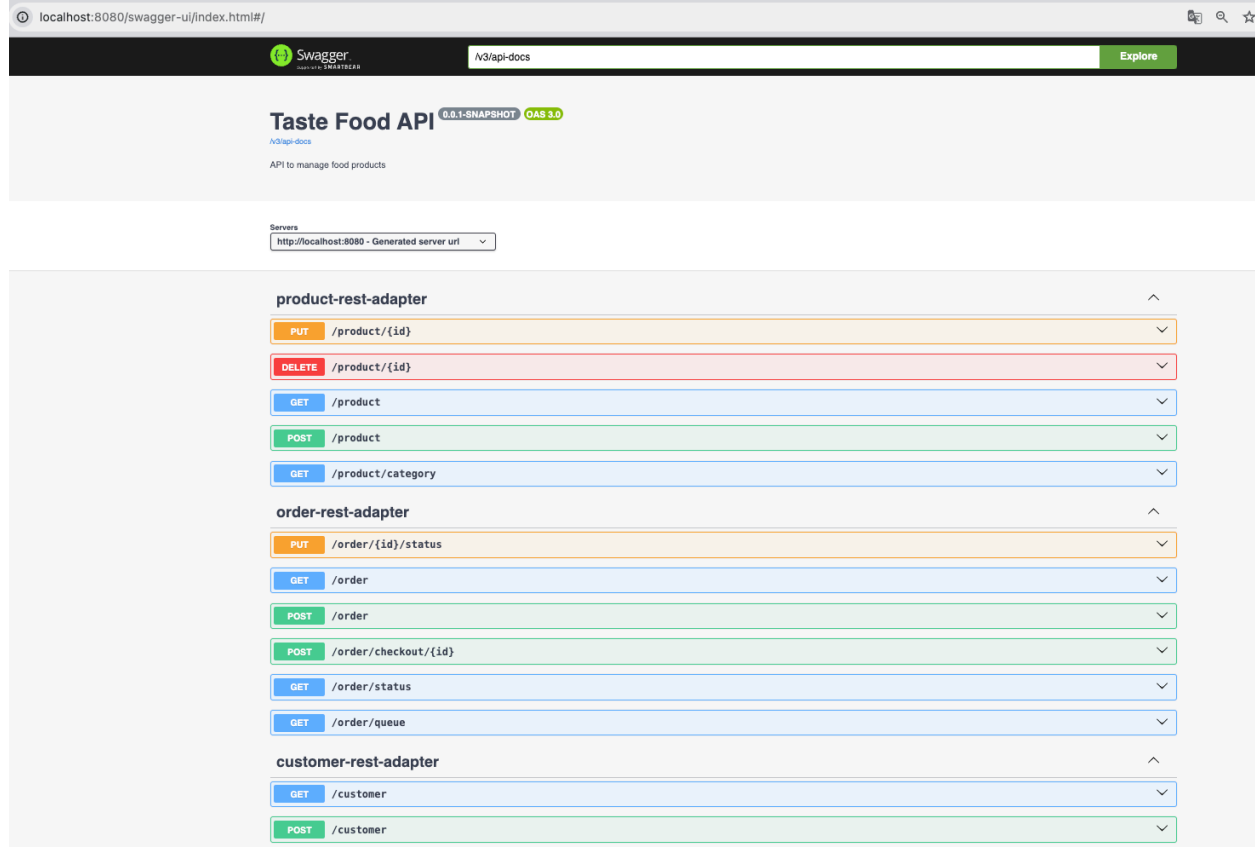 localhost:8080/swagger-ui/index.html#/
Swagger.
Supported by SMARTBEAR
/v3/api-docs
Explore
Taste Food API 0.0.1-SNAPSHOT OAS 3.0
/v3/api-docs
API to manage food products
Servers
http://localhost:8080 - Generated server url
product-rest-adapter
PUT /product/{id}
DELETE /product/{id}
GET /product
POST /product
GET /product/category
order-rest-adapter
PUT /order/{id}/status
GET /order
POST /order
POST /order/checkout/{id}
GET /order/status
GET /order/queue
customer-rest-adapter
GET /customer
POST /customer